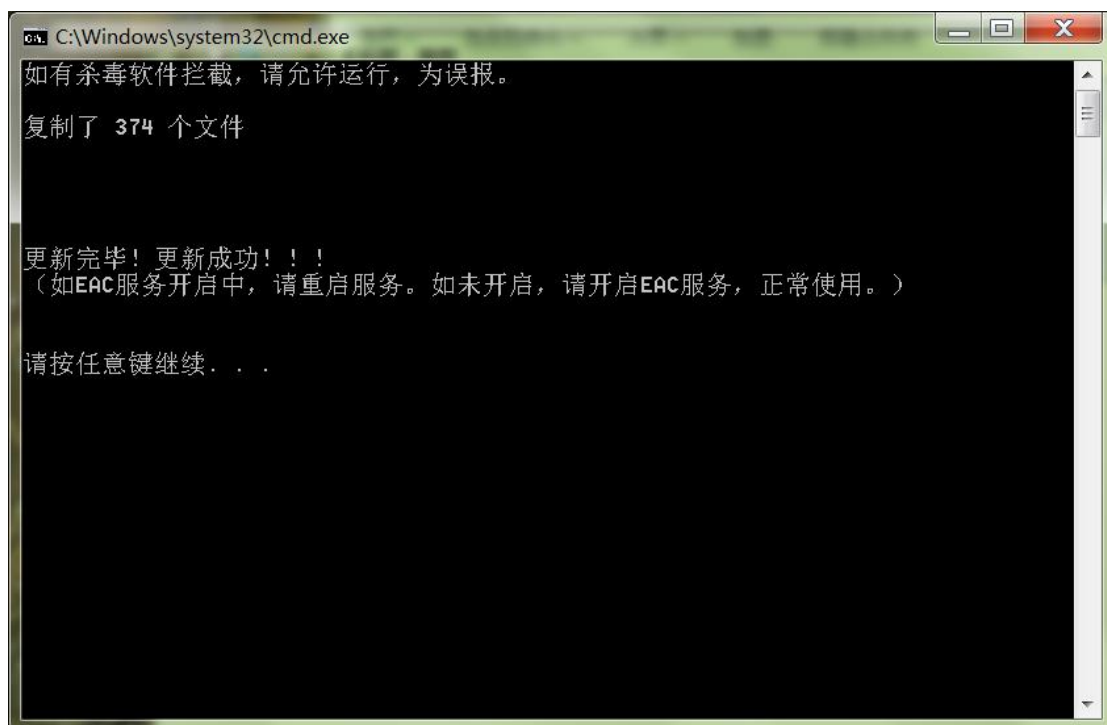 C:\Windows\system32\cmd.exe
如有杀毒软件拦截，请允许运行，为误报。
复制了 374 个文件
更新完毕！更新成功！！！
（如EAC服务开启中，请重启服务。如未开启，请开启EAC服务，正常使用。）
请按任意键继续. . .